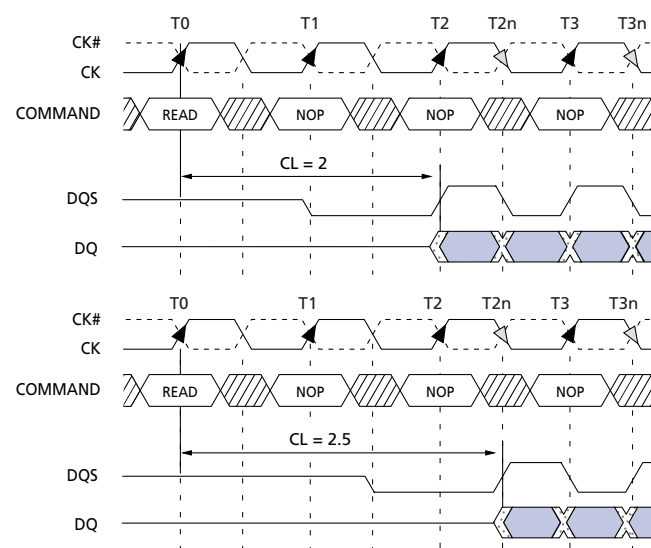 T0 T1 T2 T2n T3 T3n
CK#
CK
COMMAND READ NOP NOP NOP
CL = 2
DQS
DQ
T0 T1 T2 T2n T3 T3n
CK#
CK
COMMAND READ NOP NOP NOP
CL = 2.5
DQS
DQ